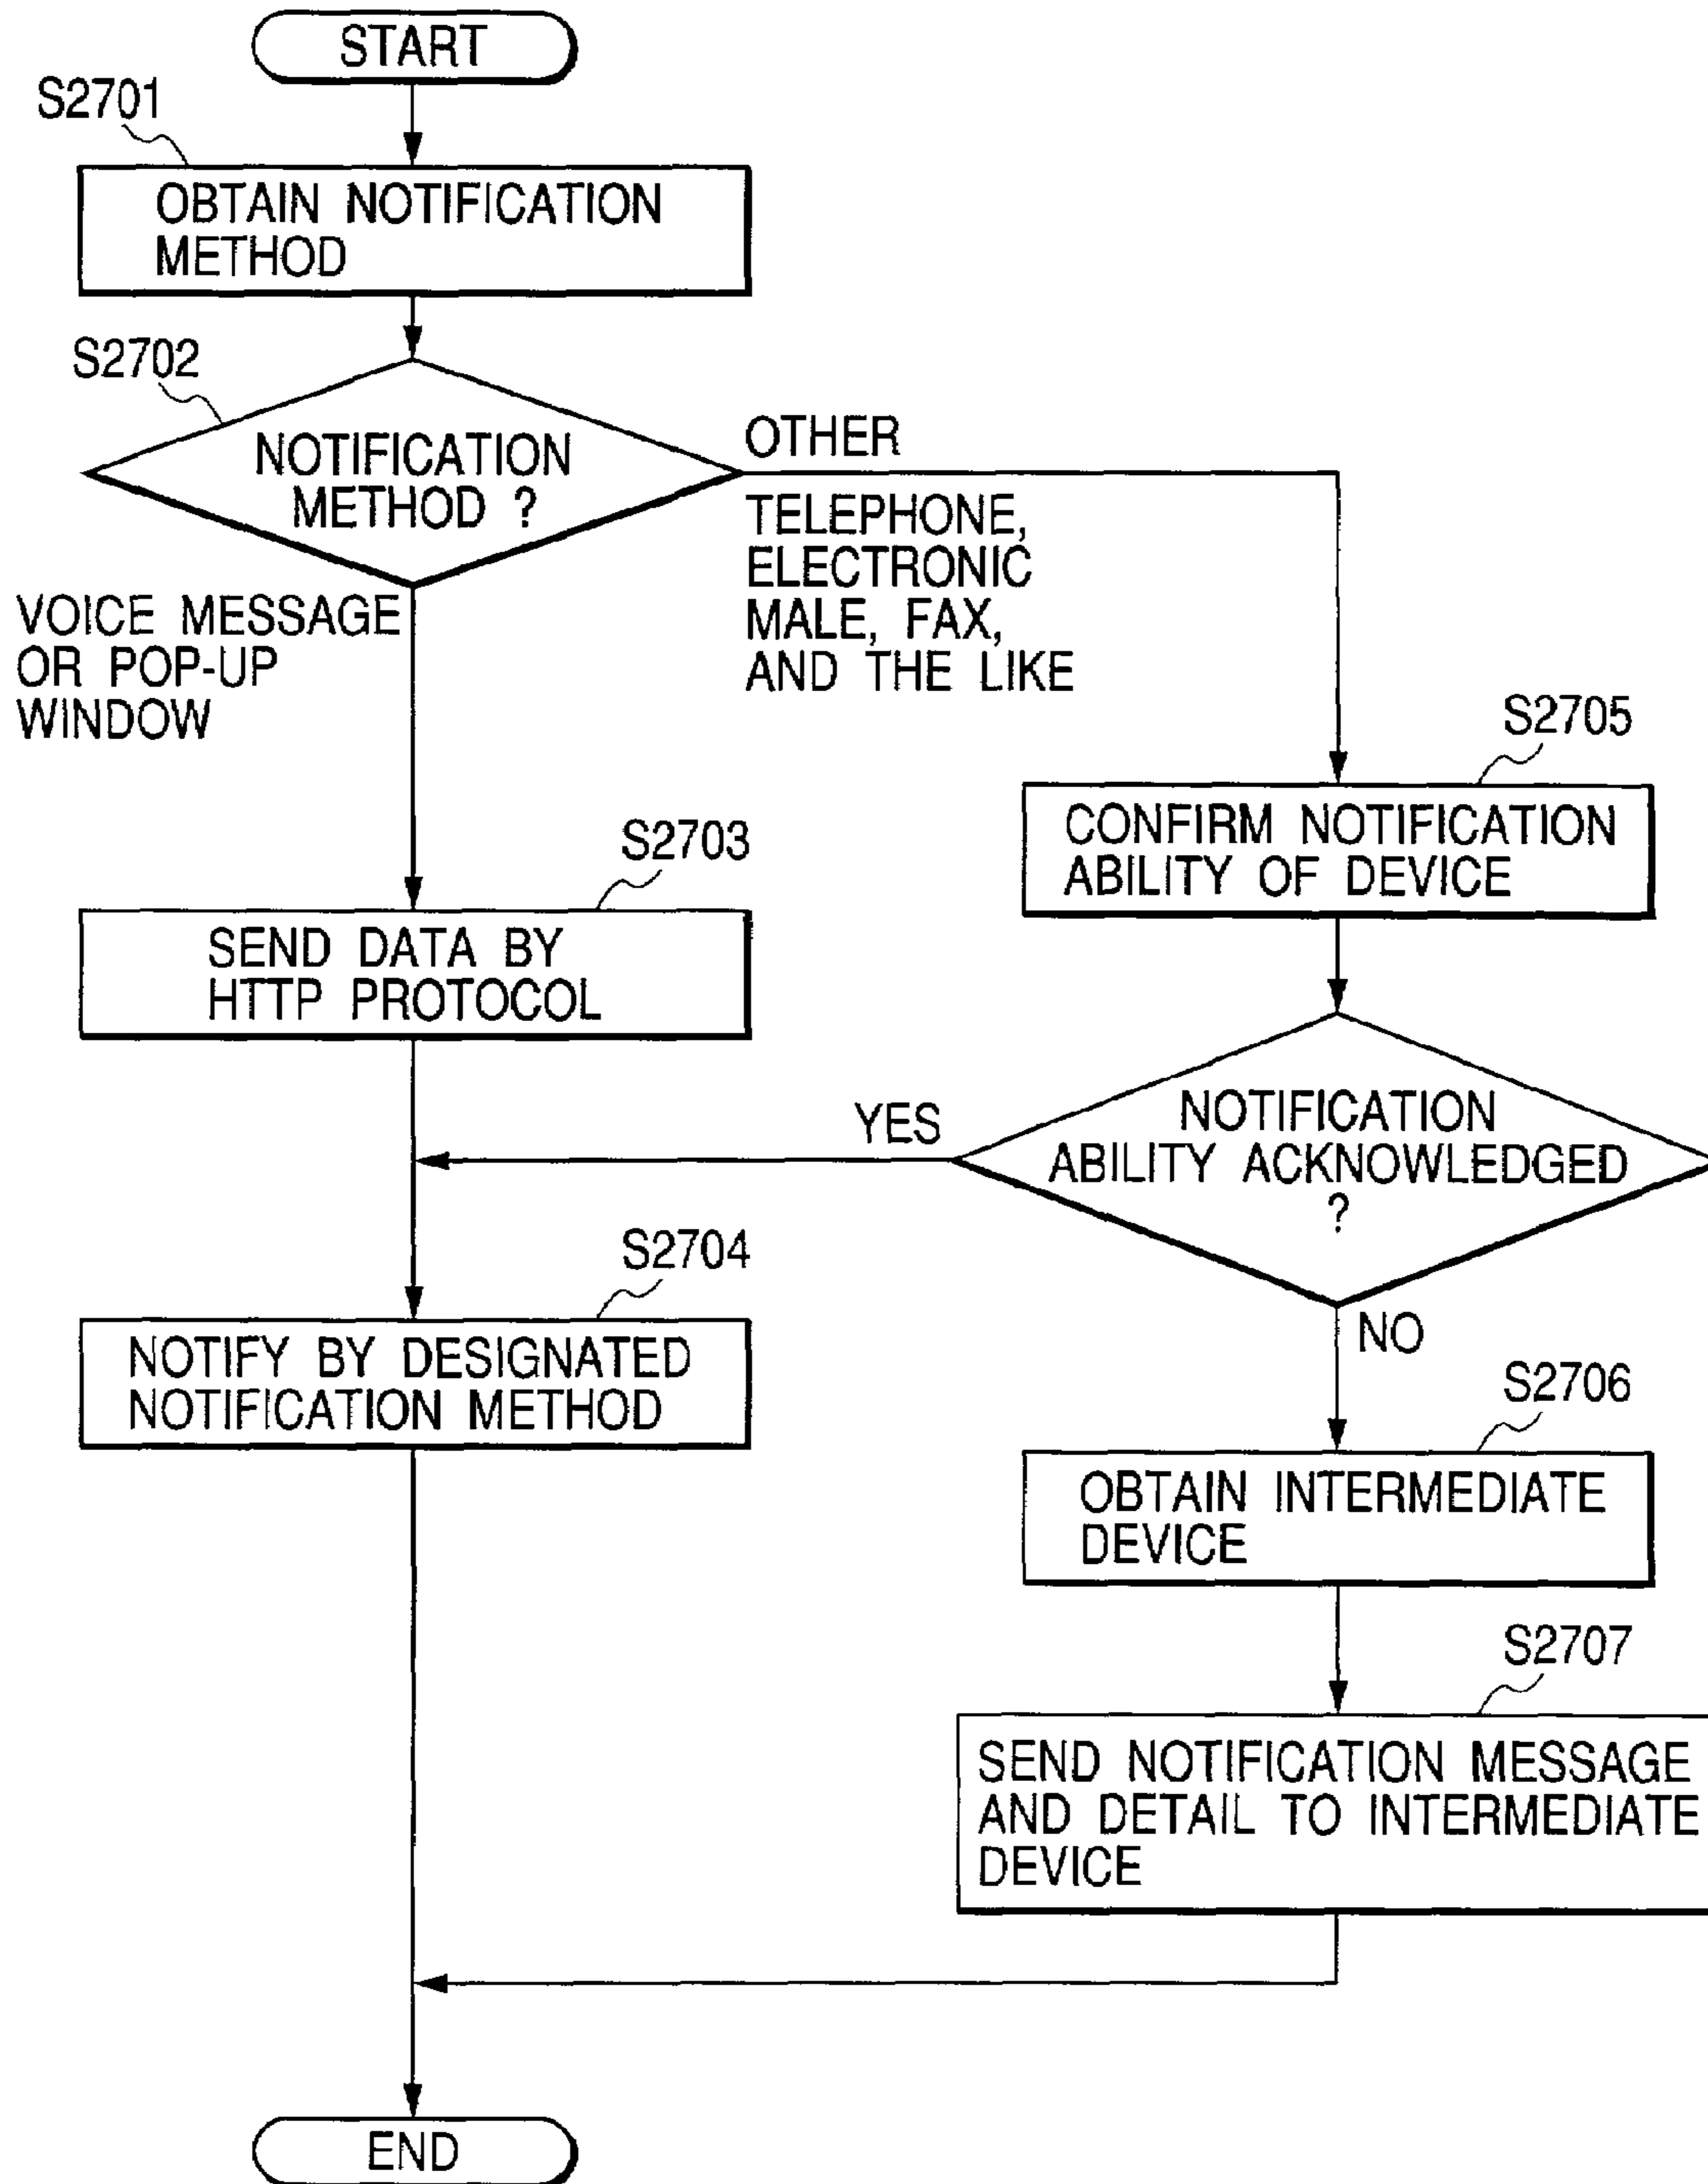 START
S2701
OBTAIN NOTIFICATION
METHOD
S2702
NOTIFICATION
METHOD ?
OTHER
TELEPHONE,
ELECTRONIC
MALE, FAX,
AND THE LIKE
VOICE MESSAGE
OR POP-UP
WINDOW
S2703
SEND DATA BY
HTTP PROTOCOL
S2705
CONFIRM NOTIFICATION
ABILITY OF DEVICE
NOTIFICATION
ABILITY ACKNOWLEDGED
?
YES
NO
S2704
NOTIFY BY DESIGNATED
NOTIFICATION METHOD
S2706
OBTAIN INTERMEDIATE
DEVICE
S2707
SEND NOTIFICATION MESSAGE
AND DETAIL TO INTERMEDIATE
DEVICE
END